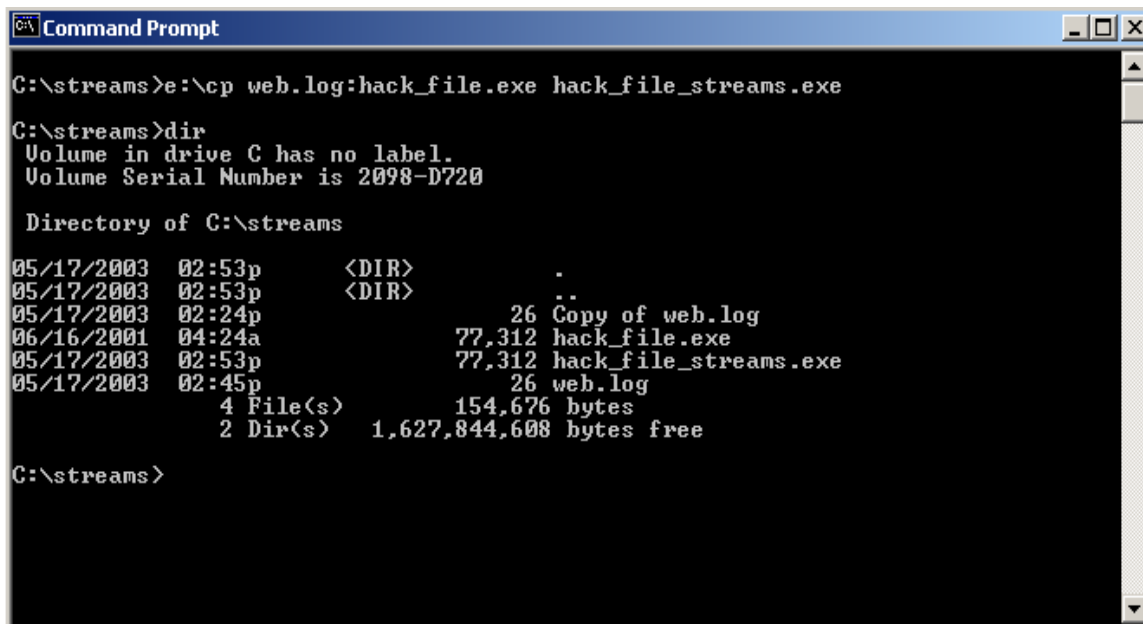 Command Prompt
C:\streams>e:\cp web.log:hack_file.exe hack_file_streams.exe
C:\streams>dir
 Volume in drive C has no label.
 Volume Serial Number is 2098-D720
 Directory of C:\streams
05/17/2003  02:53p      <DIR>          .
05/17/2003  02:53p      <DIR>          ..
05/17/2003  02:24p                  26 Copy of web.log
06/16/2001  04:24a              77,312 hack_file.exe
05/17/2003  02:53p              77,312 hack_file_streams.exe
05/17/2003  02:45p                  26 web.log
               4 File(s)        154,676 bytes
               2 Dir(s)   1,627,844,608 bytes free
C:\streams>